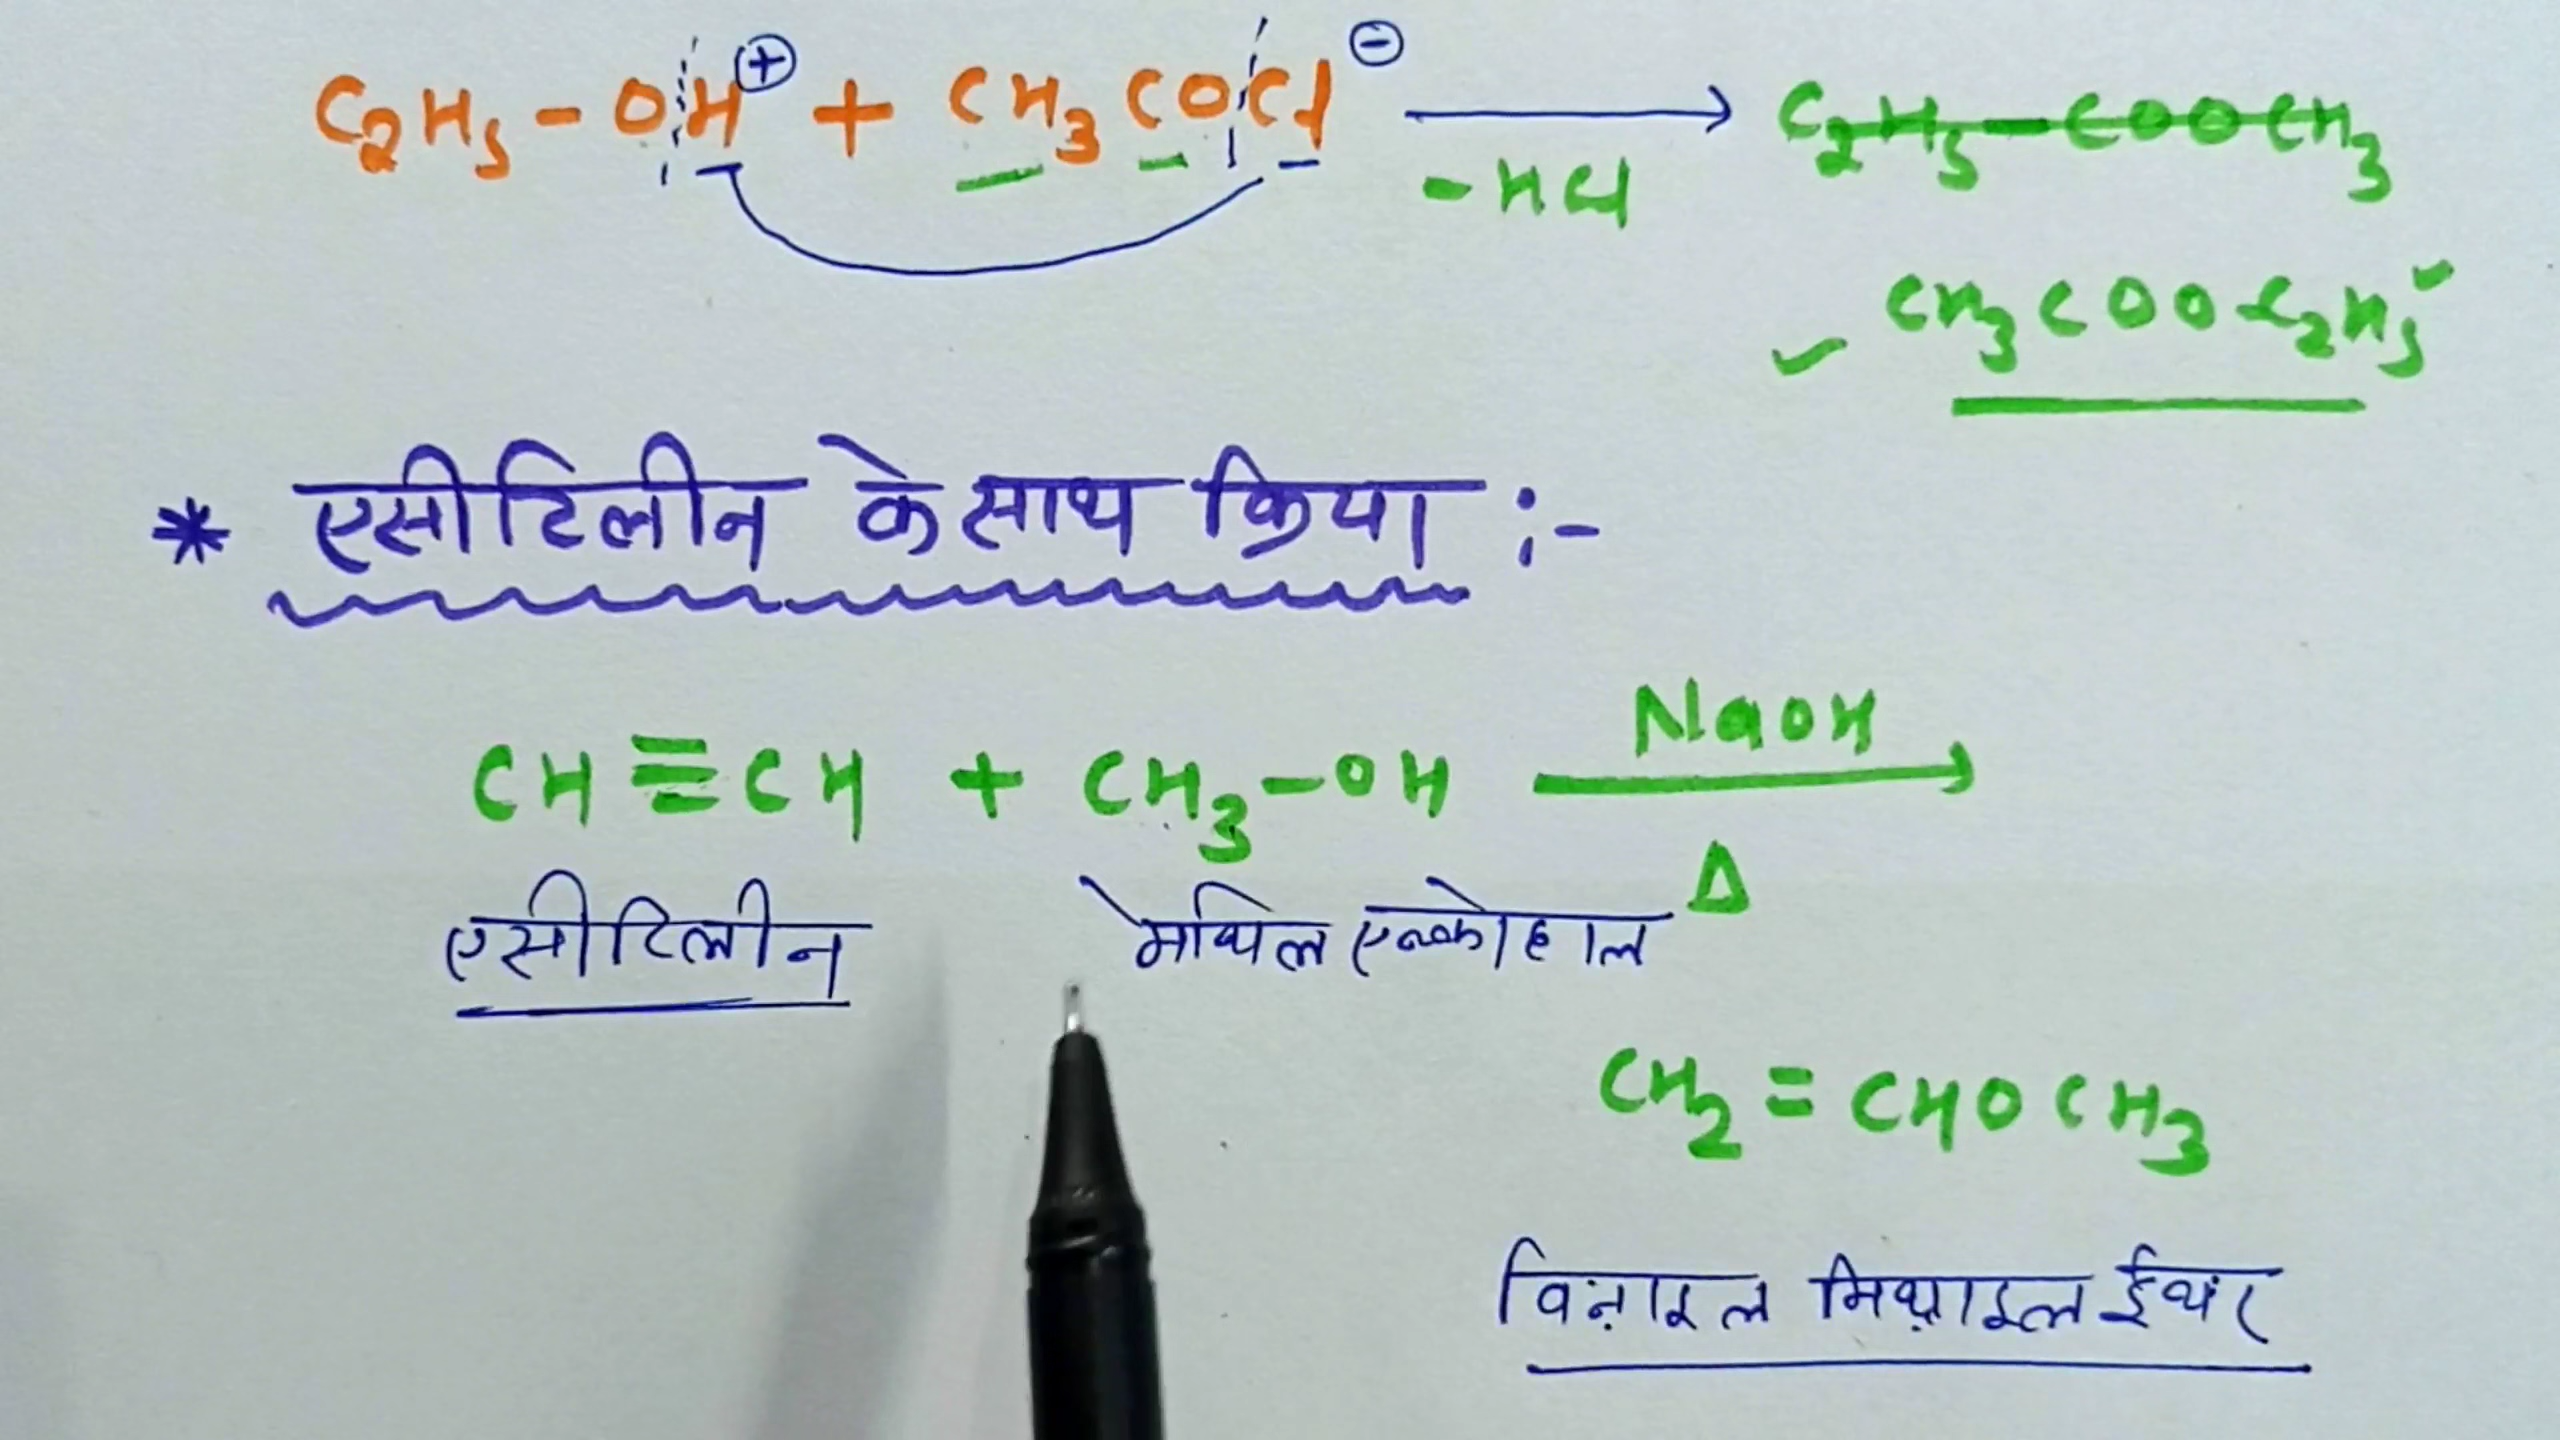 C₂H₅-OH⊕ + CH₃COCl⊖ → C₂H₅-COOCH₃
-HCl
✓ CH₃COOC₂H₅ ✓
* एसीटिलीन के साथ क्रिया :-
NaOH
CH≡CH + CH₃-OH →
Δ
एसीटिलीन मेथिल एल्कोहाल
CH₂=CHOCH₃
विनाइल मिथाइल ईथर